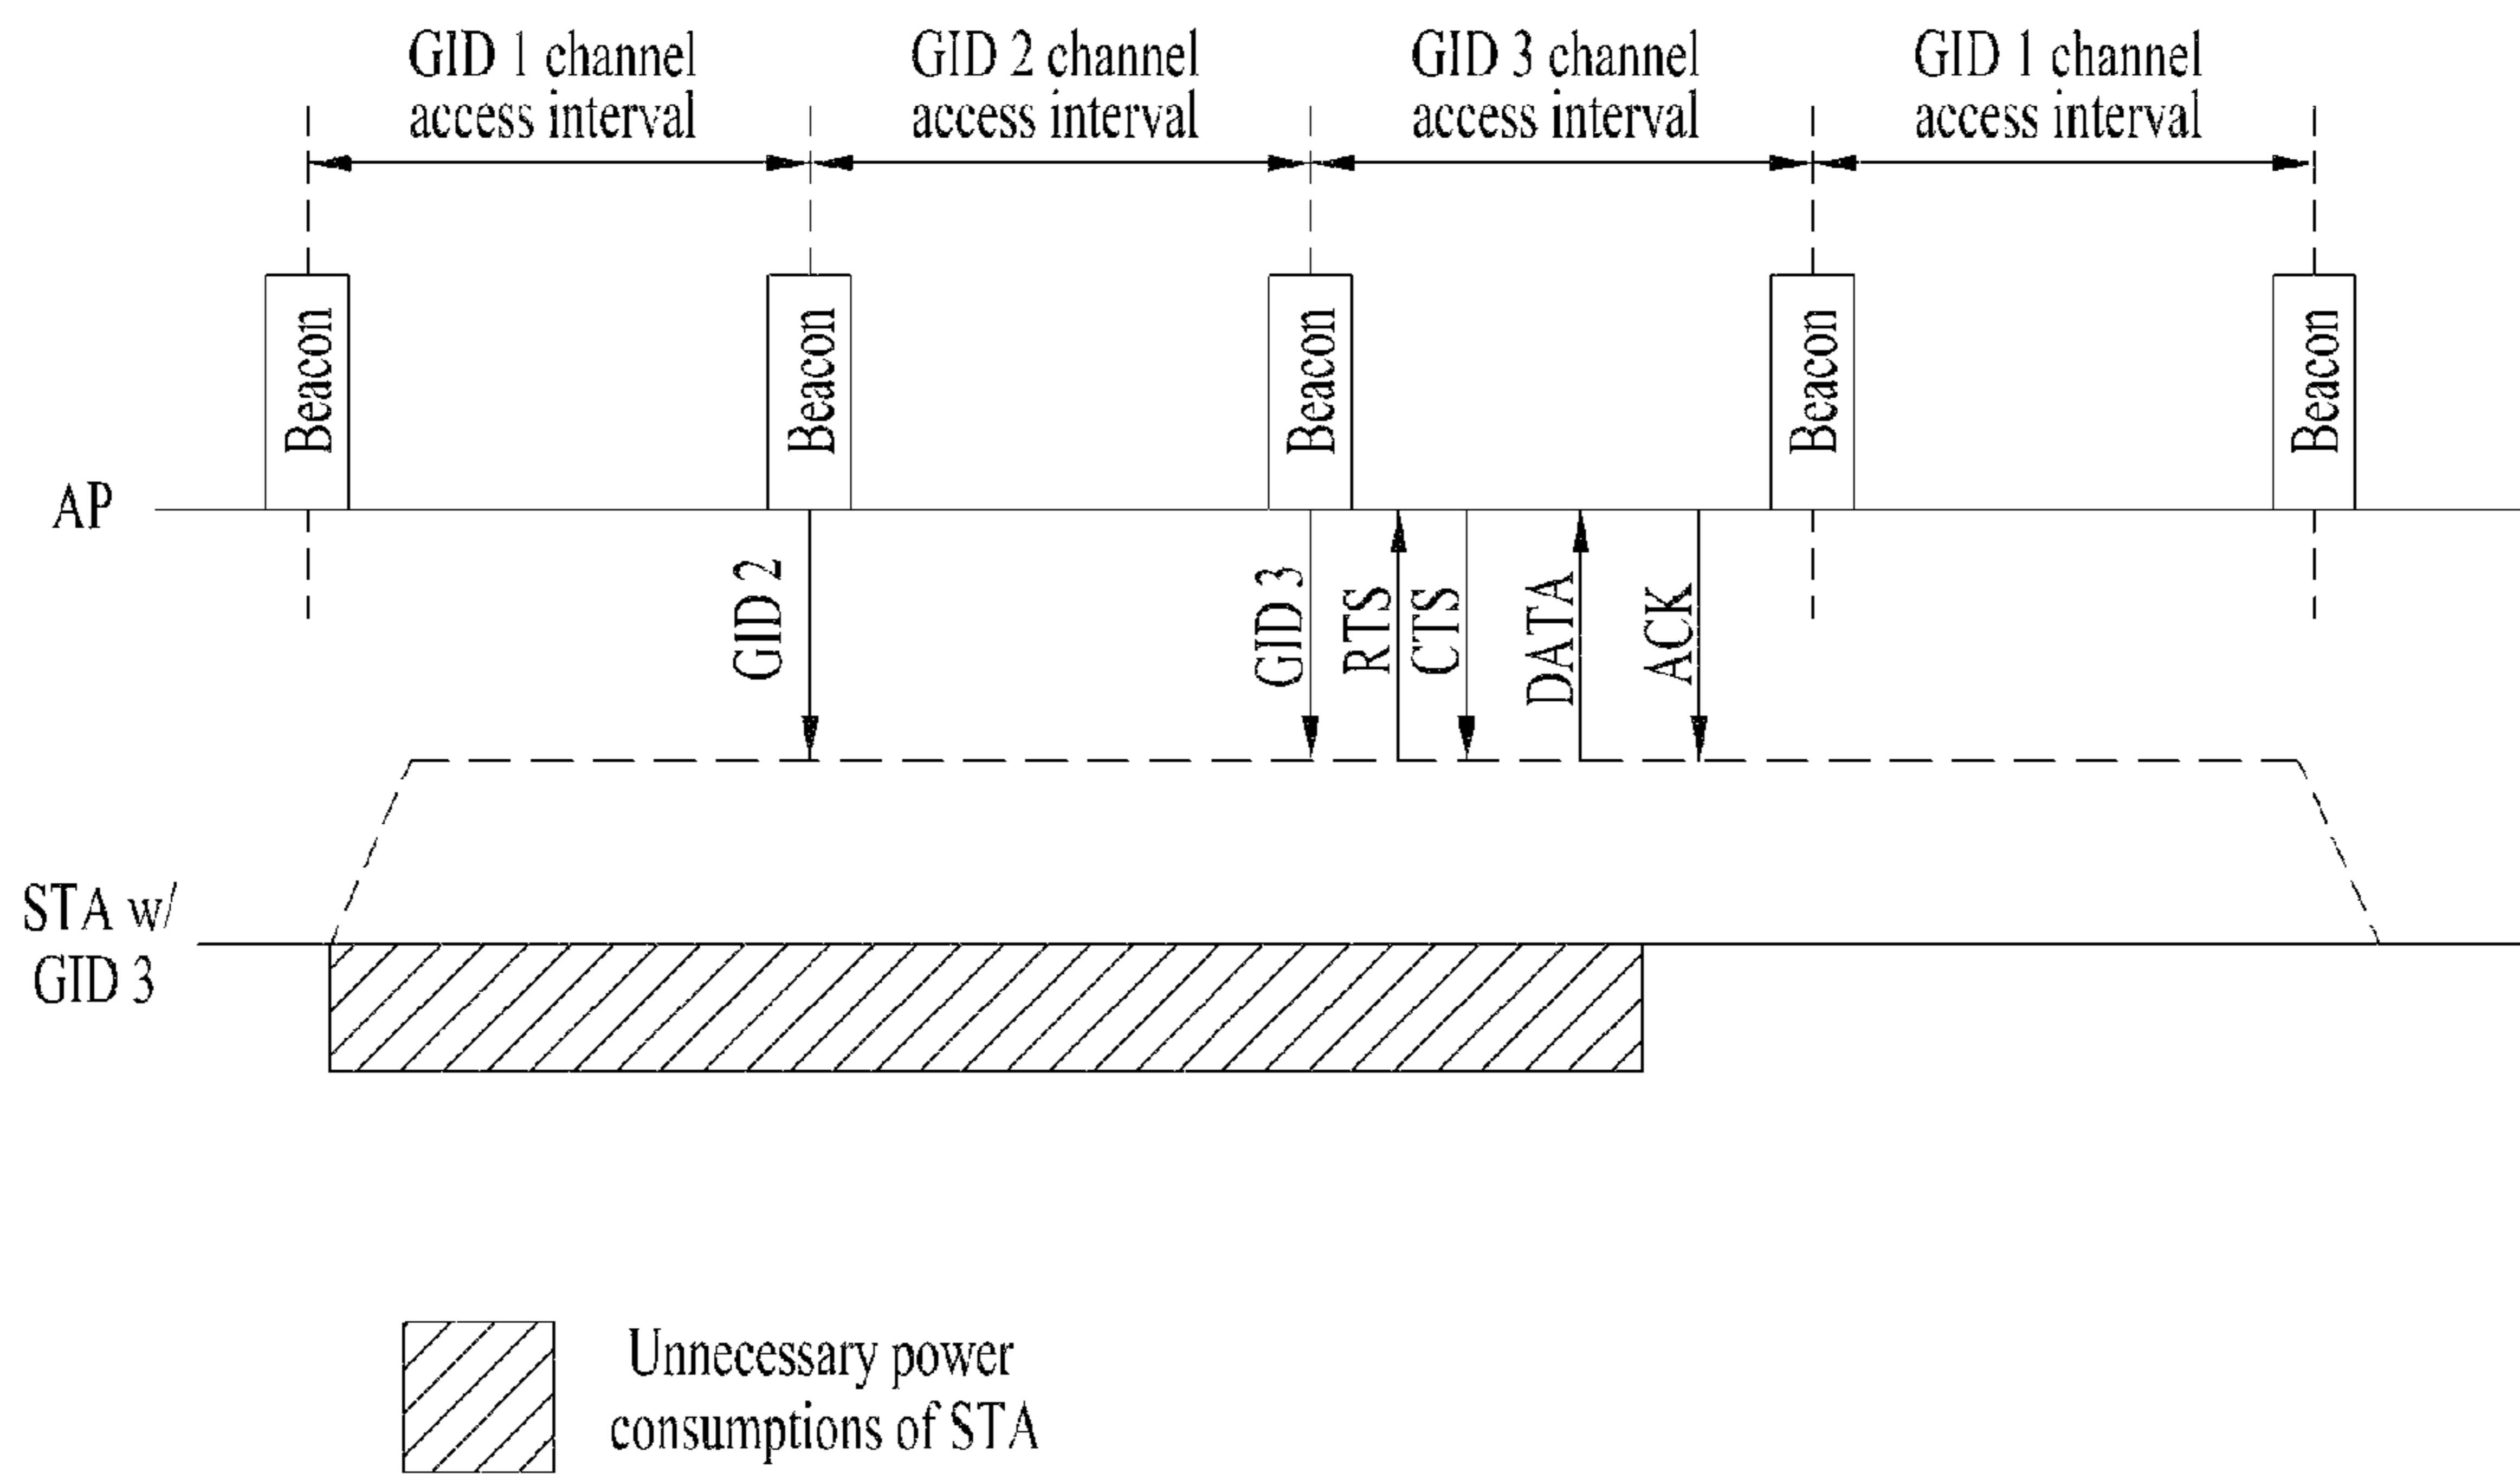 GID 1 channel
access interval
GID 2 channel
access interval
GID 3 channel
access interval
GID 1 channel
access interval
Beacon
Beacon
Beacon
Beacon
Beacon
AP
GID 2
GID 3
RTS
CTS
DATA
ACK
STA w/
GID 3
Unnecessary power
consumptions of STA